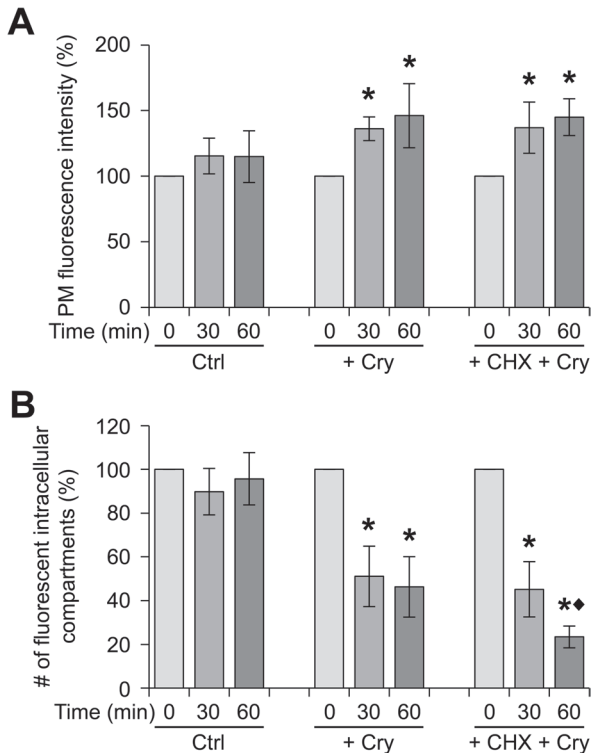 A
PM fluorescence intensity (%)
200
150
100
50
0
* * * *
Time (min) 0 30 60 0 30 60 0 30 60
Ctrl + Cry + CHX + Cry
B
# of fluorescent intracellular
compartments (%)
120
100
80
60
40
20
0
* * * *♦
Time (min) 0 30 60 0 30 60 0 30 60
Ctrl + Cry + CHX + Cry